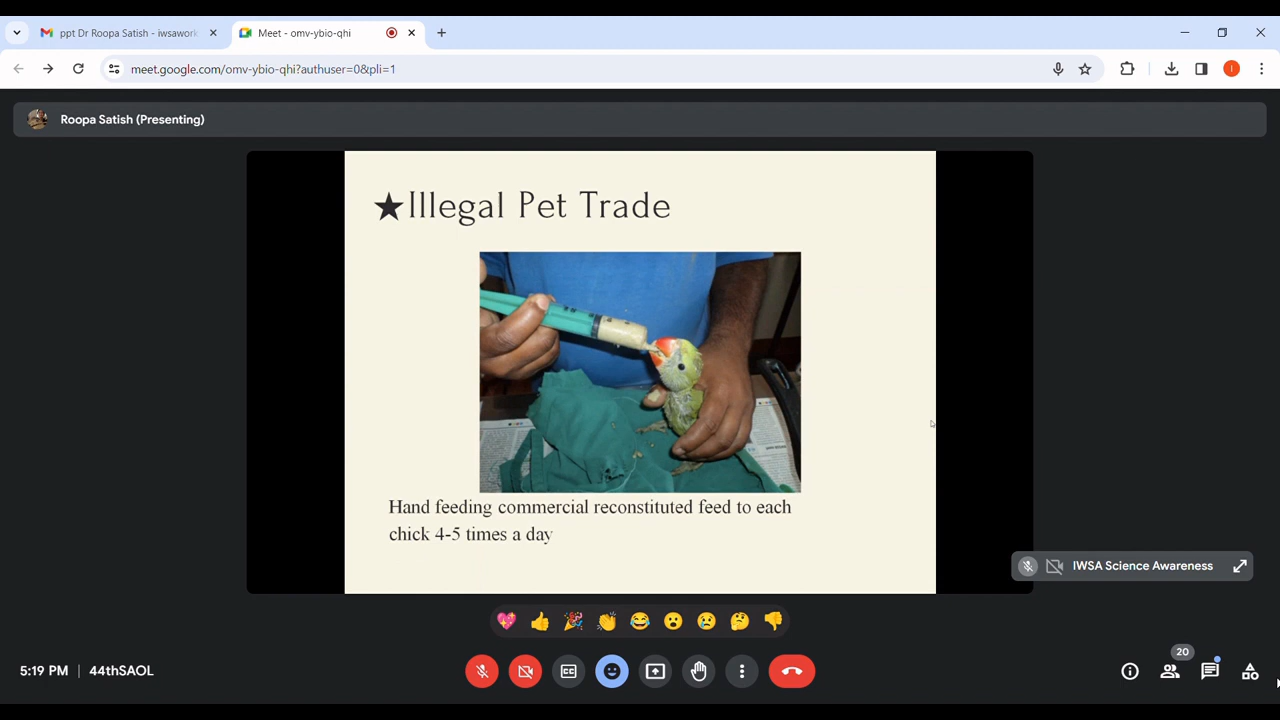 ppt Dr Roopa Satish - iwsawork
Meet - omv-ybio-qhi
meet.google.com/omv-ybio-qhi?authuser=0&pli=1
I
Roopa Satish (Presenting)
★Illegal Pet Trade
Hand feeding commercial reconstituted feed to each
chick 4-5 times a day
IWSA Science Awareness
5:19 PM | 44thSAOL
20